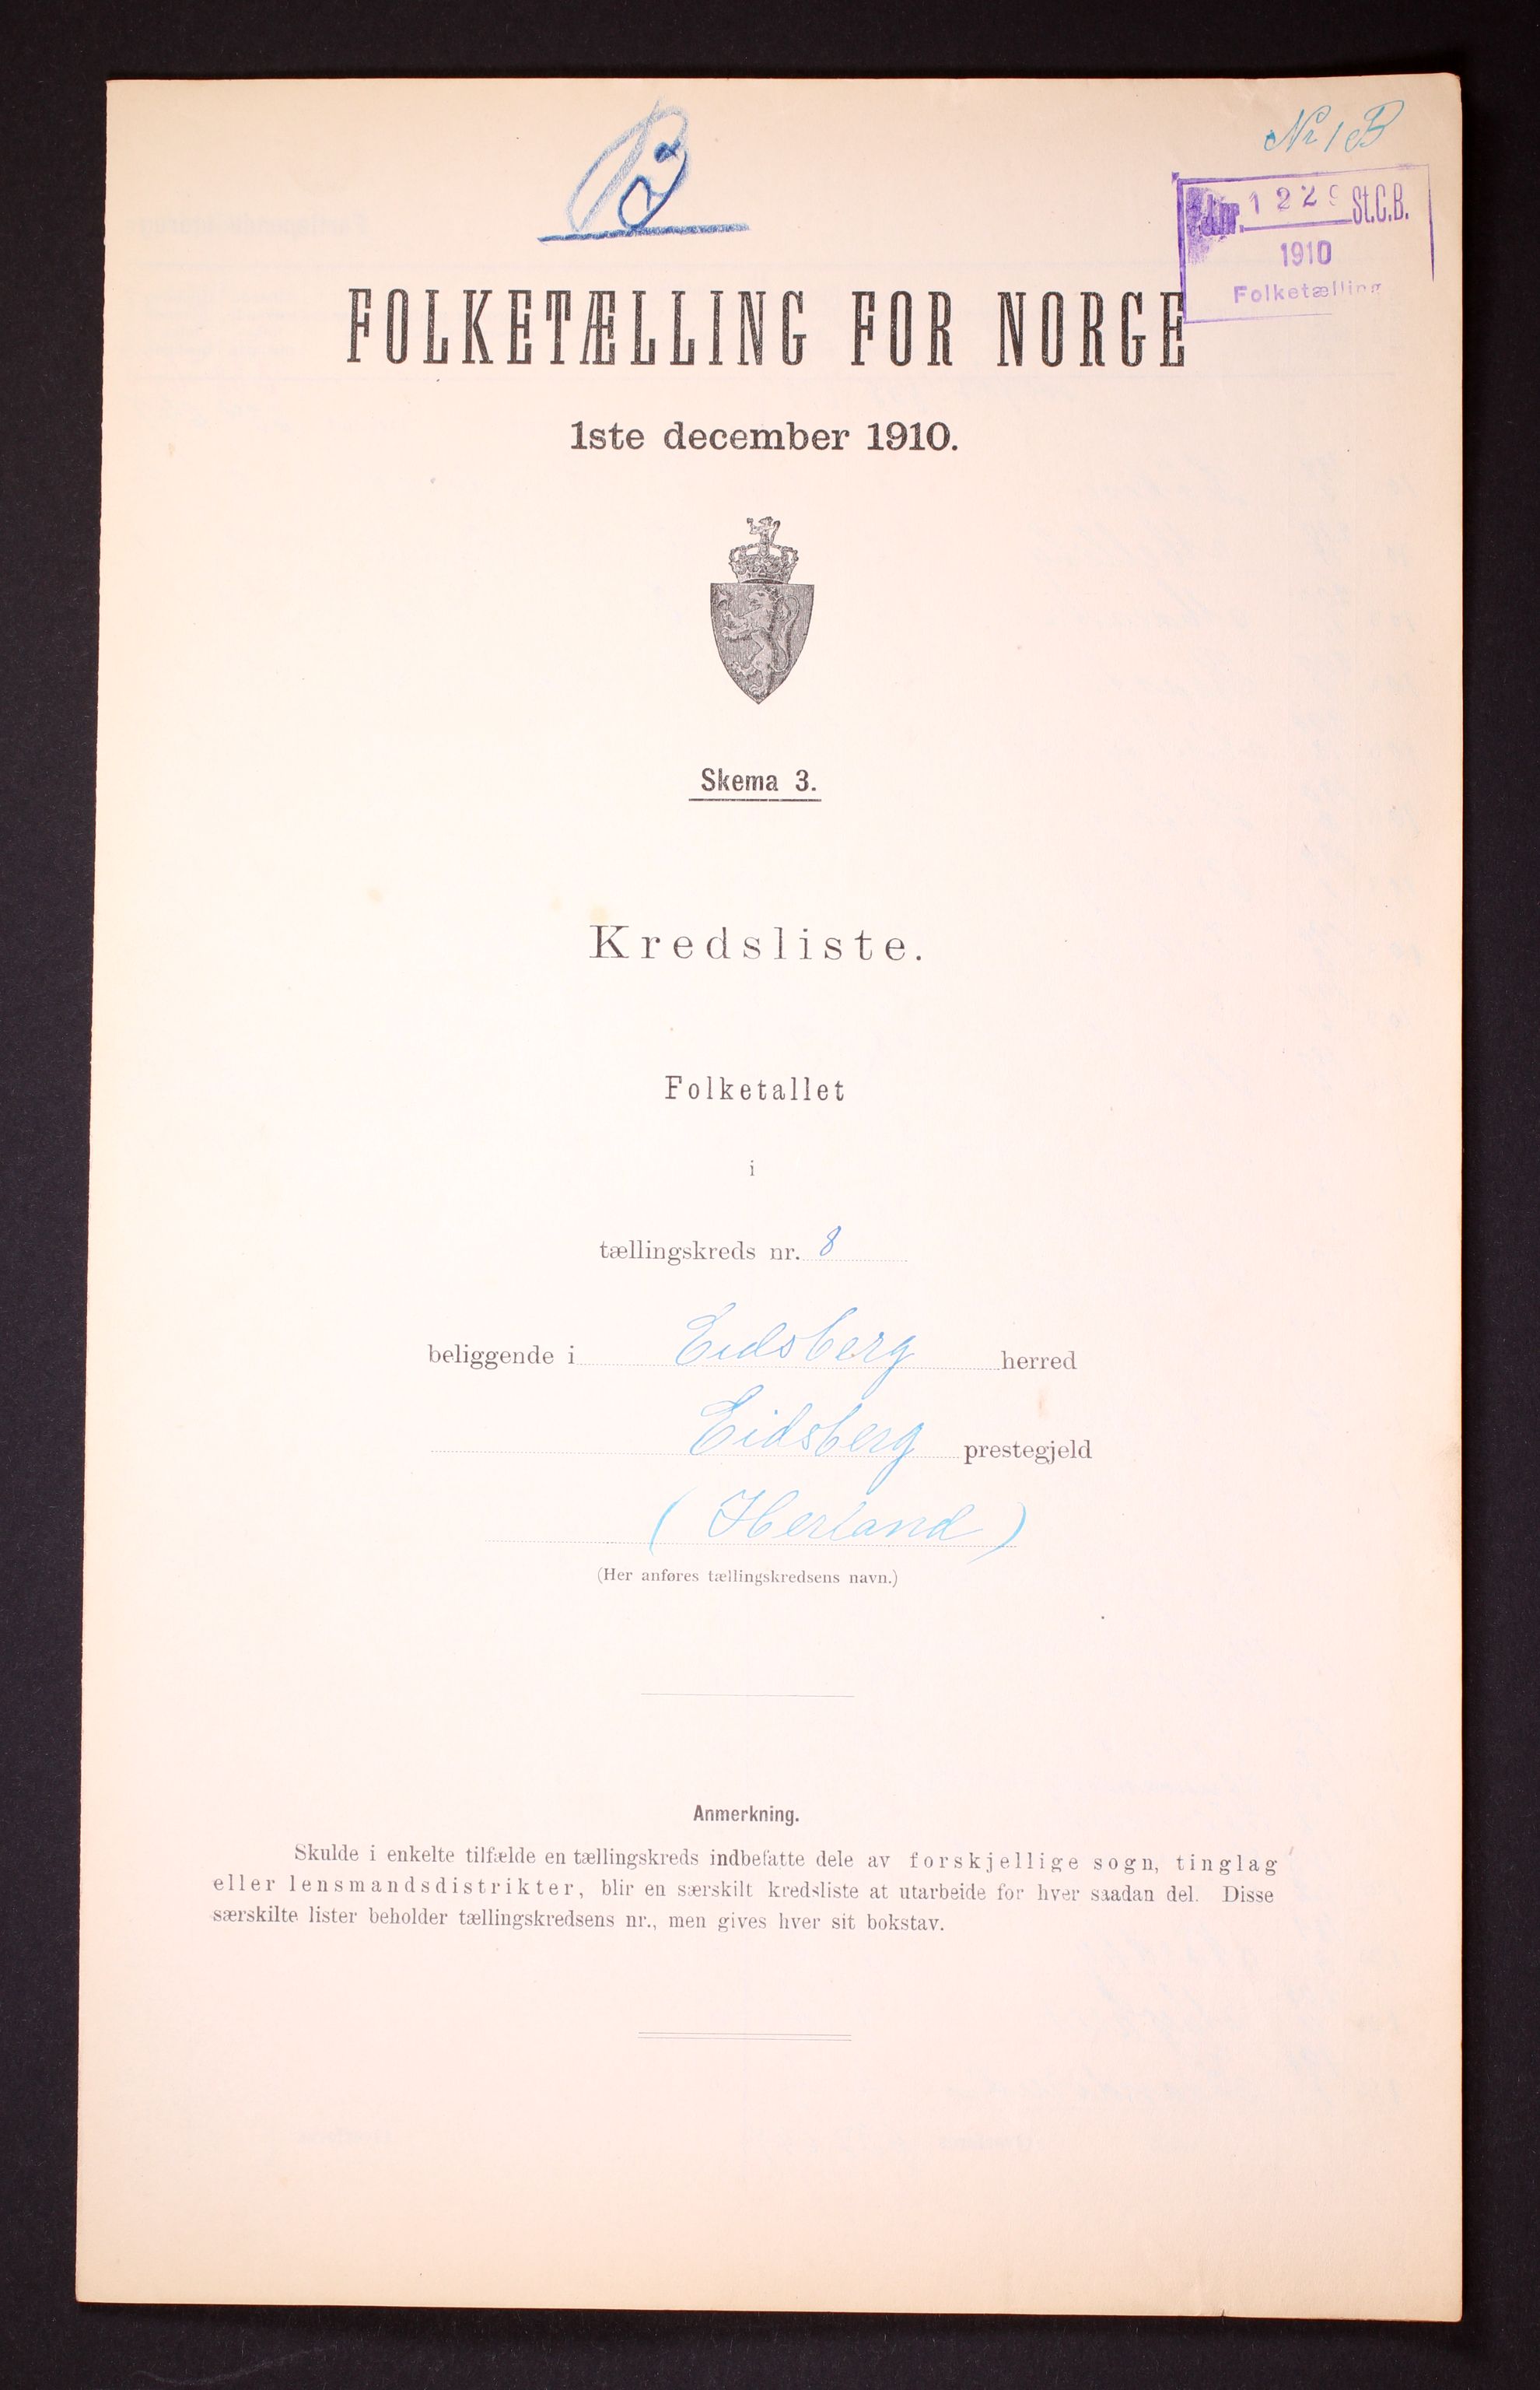 Nr 1 B
B
J.nr. 1229 St.C.B.
1910
Folketælling
FOLKETÆLLING FOR NORGE
1ste december 1910.
Skema 3.
Kredsliste.
Folketallet
i
tællingskreds nr. 8
beliggende i Eidsberg herred
Eidsberg prestegjeld
(Herland)
(Her anføres tællingskredsens navn.)
Anmerkning.
Skulde i enkelte tilfælde en tællingskreds indbefatte dele av forskjellige sogn, tinglag
eller lensmandsdistrikter, blir en særskilt kredsliste at utarbeide for hver saadan del. Disse
særskilte lister beholder tællingskredsens nr., men gives hver sit bokstav.